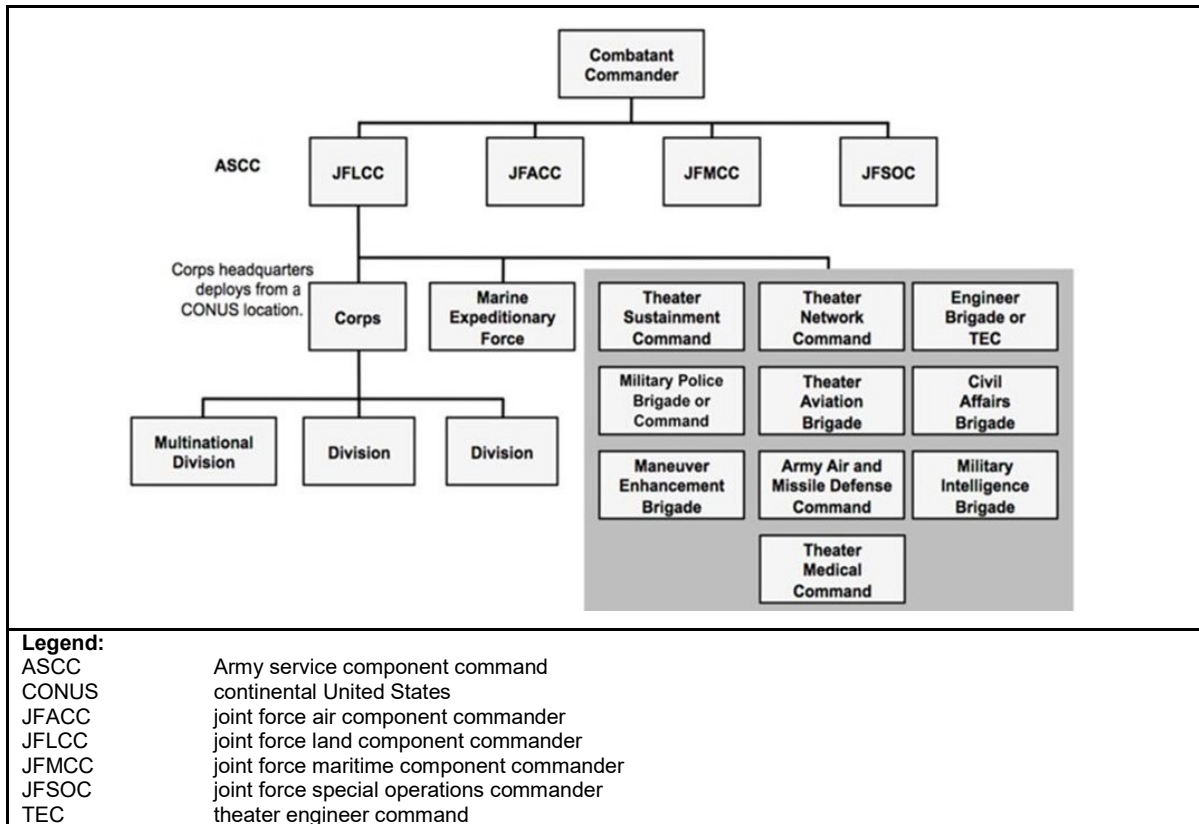 Combatant
Commander
ASCC
JFLCC
JFACC
JFMCC
JFSOC
Corps headquarters
deploys from a
CONUS location.
Corps
Marine
Expeditionary
Force
Theater
Sustainment
Command
Theater
Network
Command
Engineer
Brigade or
TEC
Military Police
Brigade or
Command
Theater
Aviation
Brigade
Civil
Affairs
Brigade
Multinational
Division
Division
Division
Maneuver
Enhancement
Brigade
Army Air and
Missile Defense
Command
Military
Intelligence
Brigade
Theater
Medical
Command
Legend:
ASCC Army service component command
CONUS continental United States
JFACC joint force air component commander
JFLCC joint force land component commander
JFMCC joint force maritime component commander
JFSOC joint force special operations commander
TEC theater engineer command